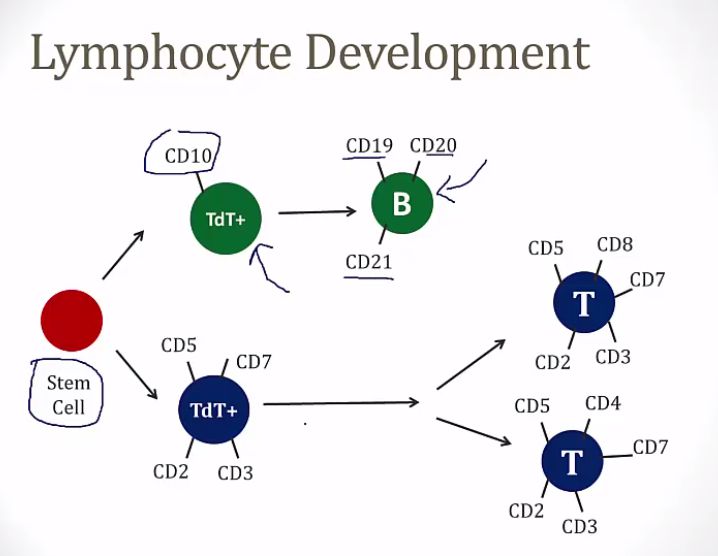 Lymphocyte Development
CD10
TdT+
CD19 CD20
B
CD21
Stem
Cell
CD5
CD7
TdT+
CD2 CD3
CD5 CD8
CD7
T
CD2 CD3
CD5 CD4
CD7
T
CD2
CD3